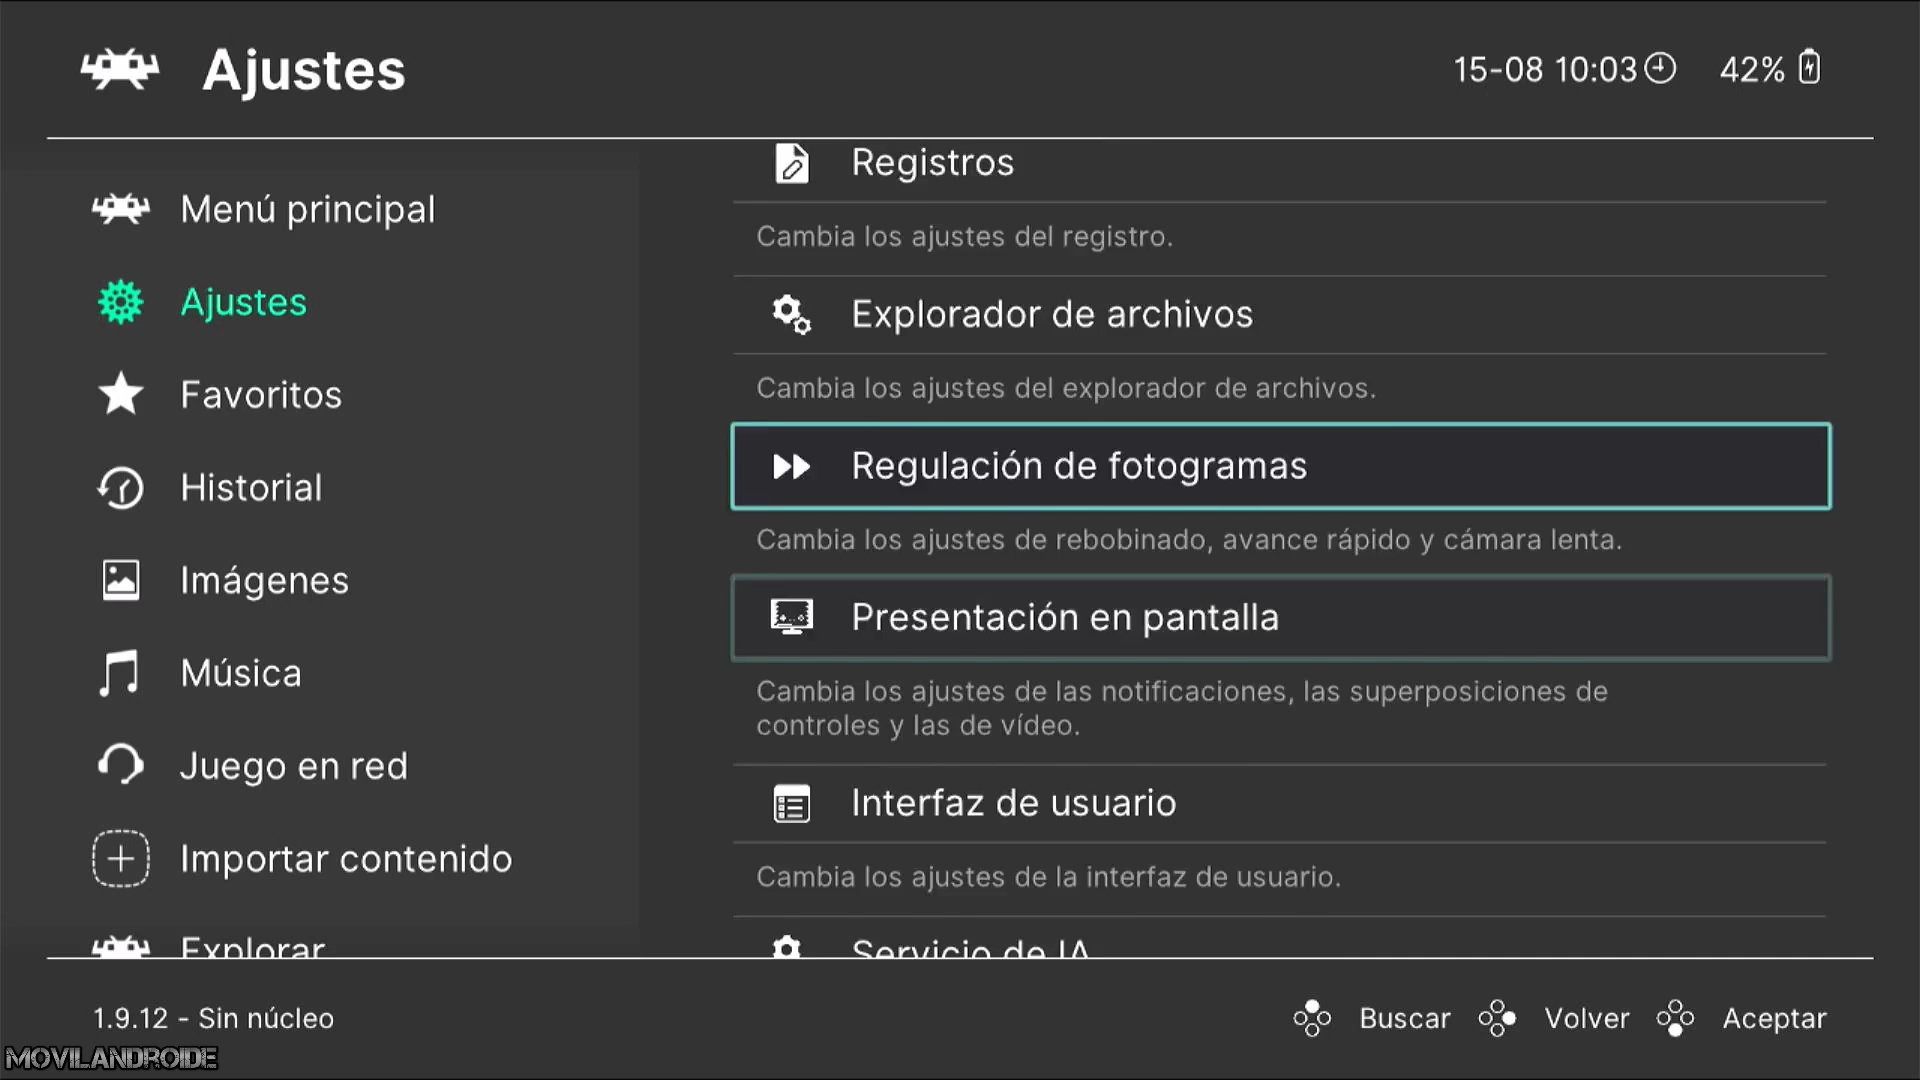 Ajustes
15-08 10:03
42%
Menú principal
Ajustes
Favoritos
Historial
Imágenes
Música
Juego en red
Importar contenido
Explorar
Registros
Cambia los ajustes del registro.
Explorador de archivos
Cambia los ajustes del explorador de archivos.
Regulación de fotogramas
Cambia los ajustes de rebobinado, avance rápido y cámara lenta.
Presentación en pantalla
Cambia los ajustes de las notificaciones, las superposiciones de
controles y las de vídeo.
Interfaz de usuario
Cambia los ajustes de la interfaz de usuario.
Servicio de IA
1.9.12 - Sin núcleo
Buscar
Volver
Aceptar
MOVILANDROIDE